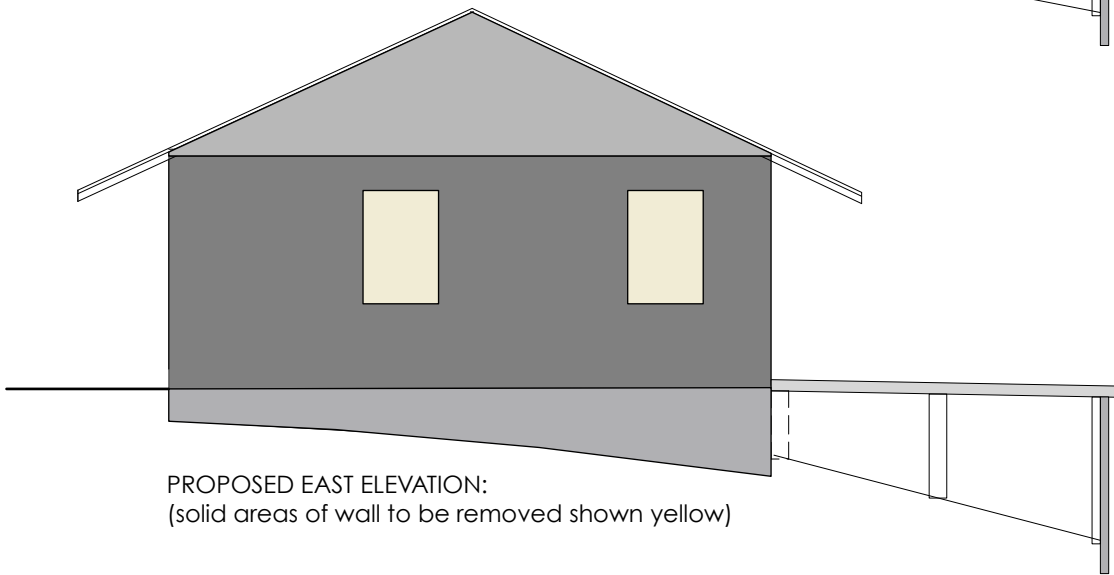 PROPOSED EAST ELEVATION:
(solid areas of wall to be removed shown yellow)